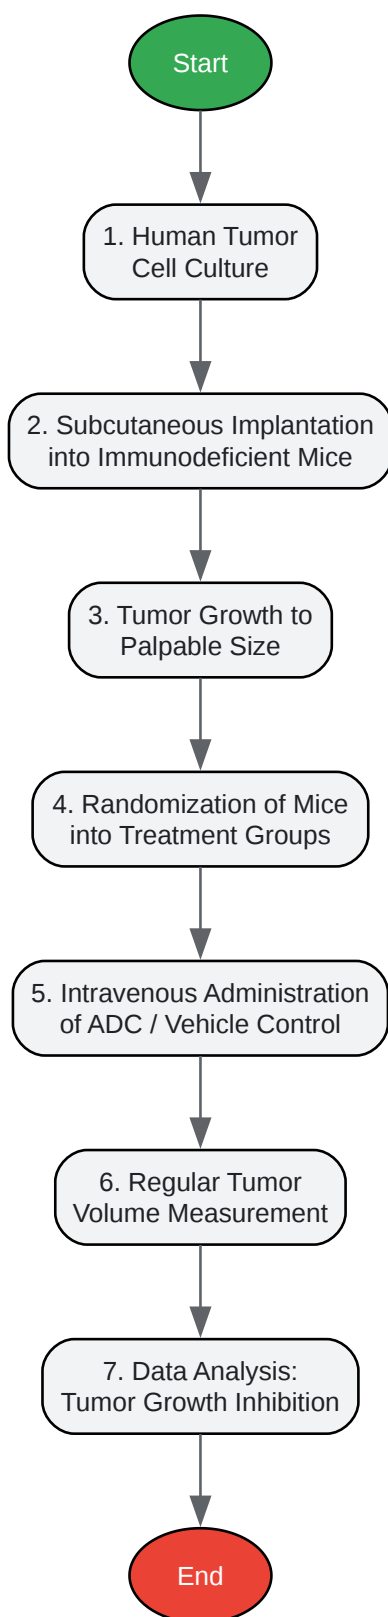 Start
1. Human Tumor
Cell Culture
2. Subcutaneous Implantation
into Immunodeficient Mice
3. Tumor Growth to
Palpable Size
4. Randomization of Mice
into Treatment Groups
5. Intravenous Administration
of ADC / Vehicle Control
6. Regular Tumor
Volume Measurement
7. Data Analysis:
Tumor Growth Inhibition
End